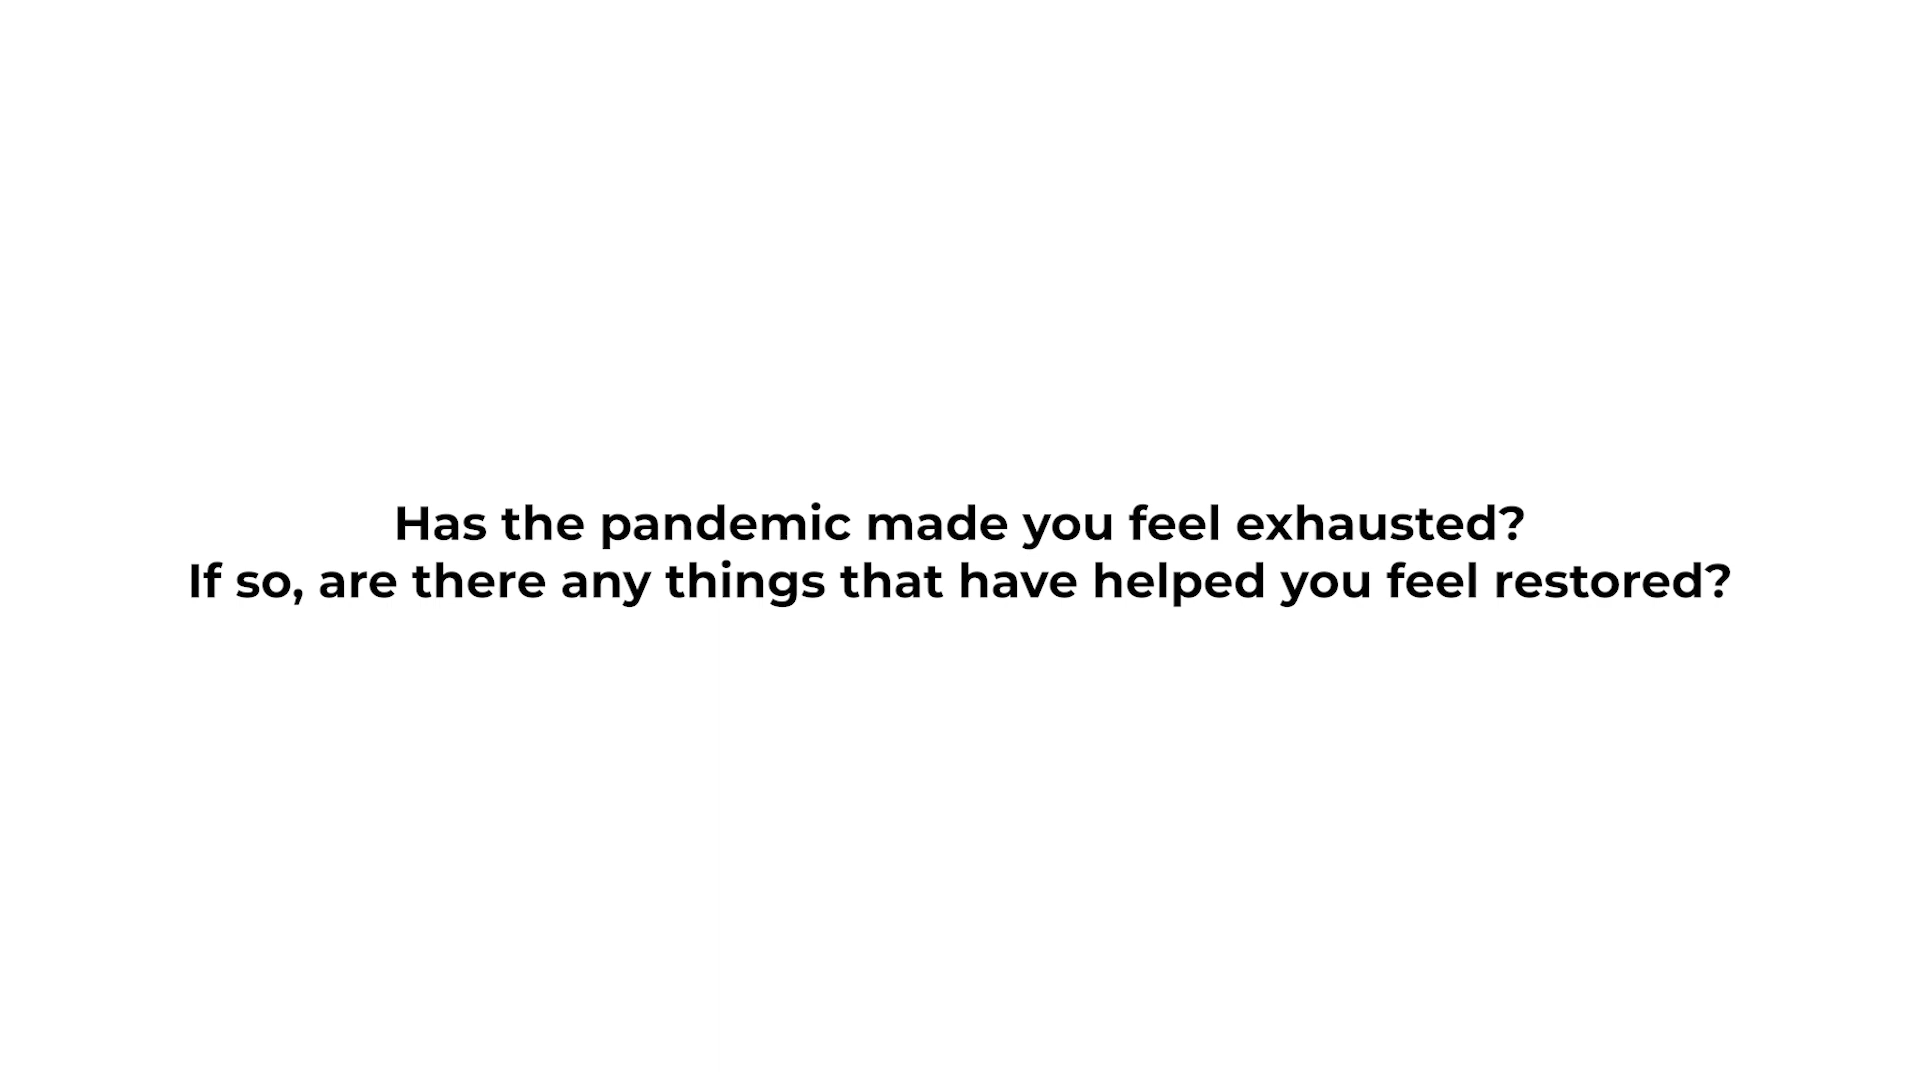 Has the pandemic made you feel exhausted?
If so, are there any things that have helped you feel restored?